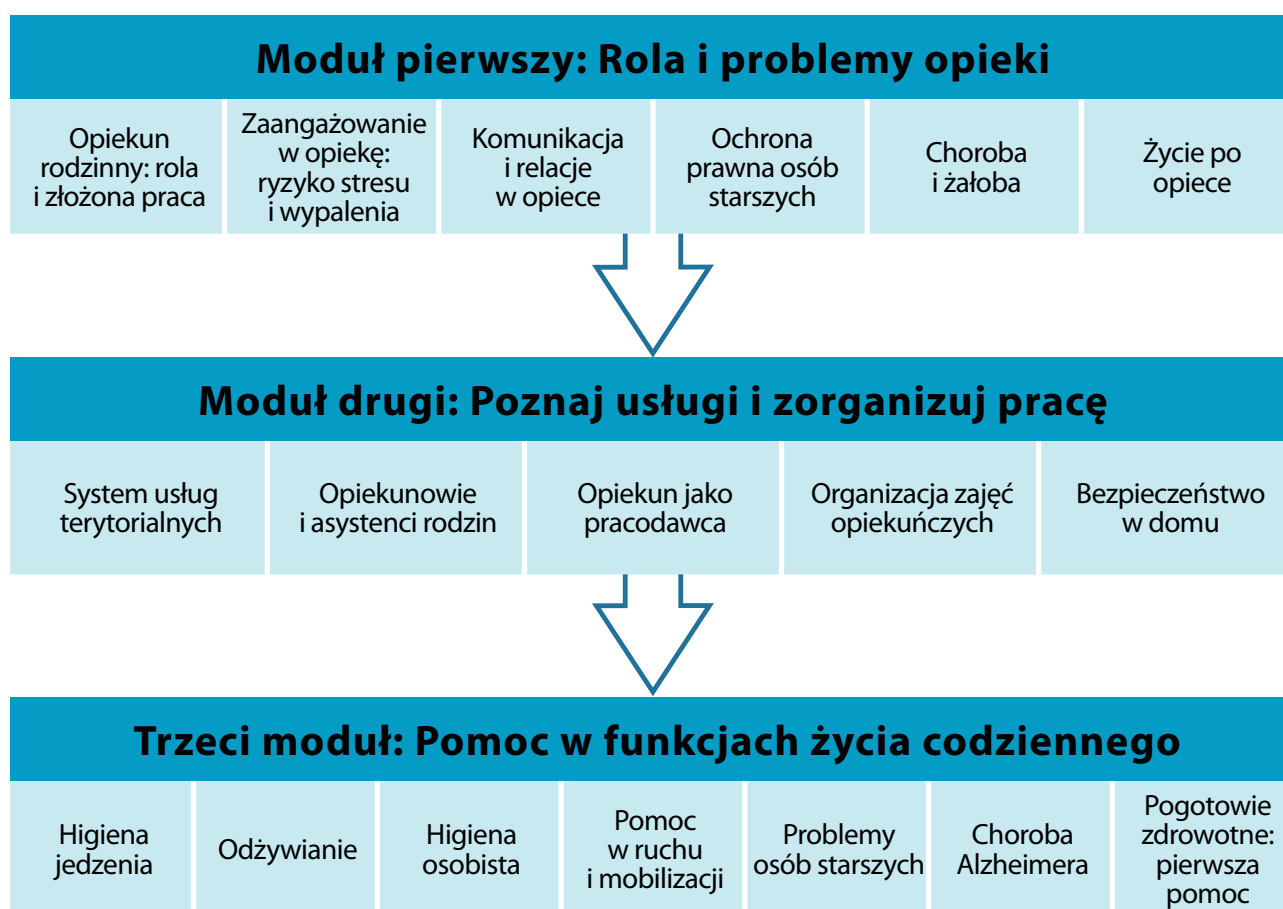 Moduł pierwszy: Rola i problemy opieki
Opiekun
rodzinny: rola
i złożona praca
Zaangażowanie
w opiekę:
ryzyko stresu
i wypalenia
Komunikacja
i relacje
w opiece
Ochrona
prawna osób
starszych
Choroba
i żałoba
Życie po
opiece
Moduł drugi: Poznaj usługi i zorganizuj pracę
System usług
terytorialnych
Opiekunowie
i asystenci rodzin
Opiekun jako
pracodawca
Organizacja zajęć
opiekuńczych
Bezpieczeństwo
w domu
Trzeci moduł: Pomoc w funkcjach życia codziennego
Higiena
jedzenia
Odżywianie
Higiena
osobista
Pomoc
w ruchu
i mobilizacji
Problemy
osób starszych
Choroba
Alzheimera
Pogotowie
zdrowotne:
pierwsza
pomoc